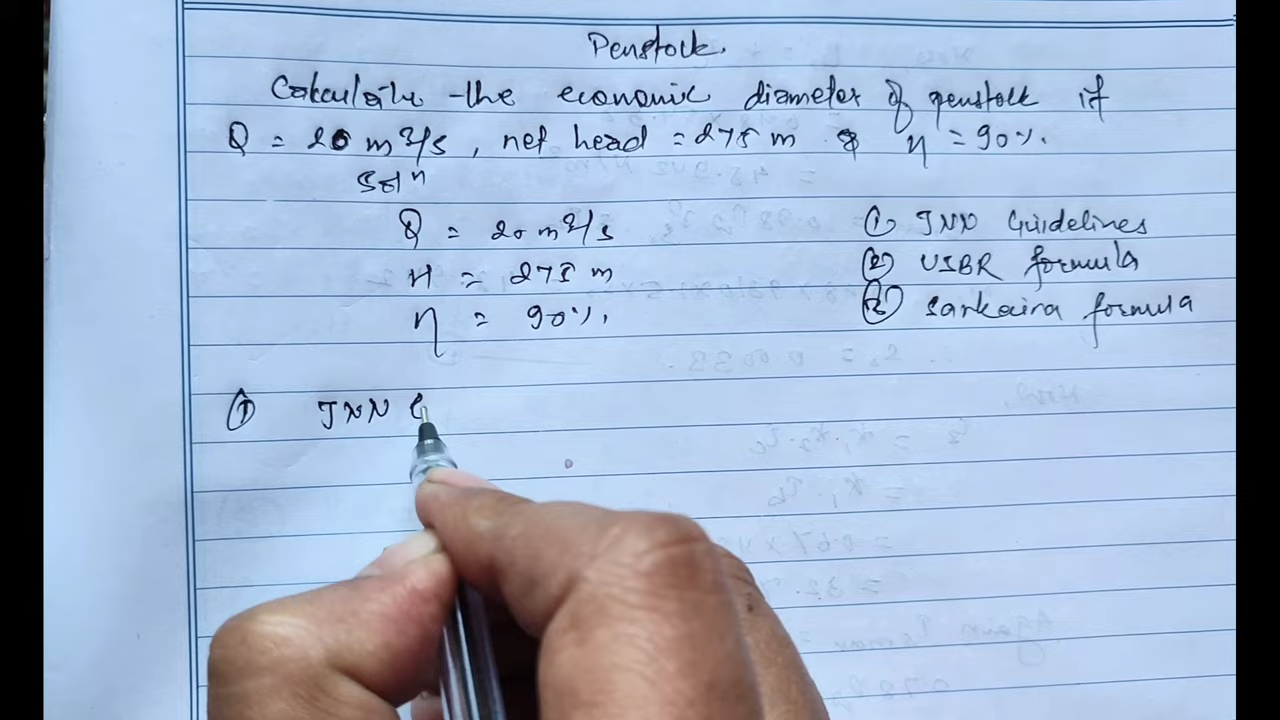 Penstock.
Calculate the economic diameter of penstock if
Q = 20 m³/s, net head = 275 m & η = 90%.
Solⁿ
Q = 20 m³/s
① JNN Guidelines
H = 275 m
② USBR formula
η = 90%.
③ Sarkaira formula
① JNN G